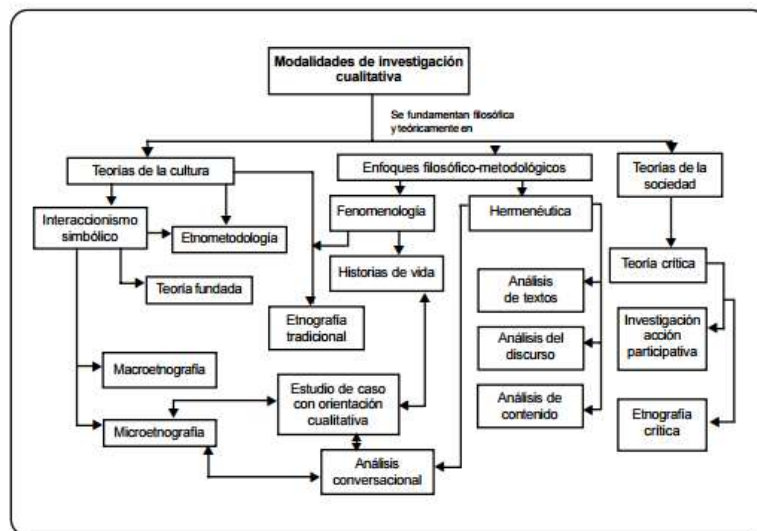 Modalidades de investigación
cualitativa
Se fundamentan filosófica
y teóricamente en
Teorías de la cultura
Enfoques filosófico-metodológicos
Teorías de la
sociedad
Interaccionismo
simbólico
Etnometodología
Fenomenología
Hermenéutica
Teoría fundada
Historias de vida
Teoría crítica
Etnografía
tradicional
Análisis
de textos
Investigación
acción
participativa
Análisis del
discurso
Macroetnografía
Estudio de caso
con orientación
cualitativa
Análisis de
contenido
Etnografía
crítica
Microetnografía
Análisis
conversacional